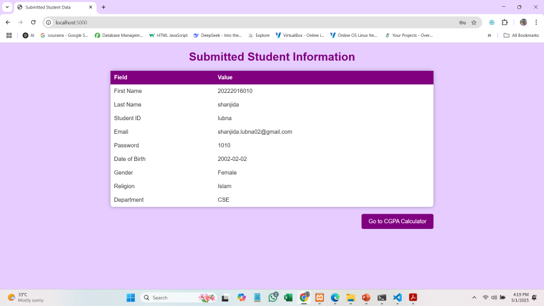 Submitted Student Data
localhost:5000
AI
coursera - Google S...
Database Managem...
HTML JavaScript
DeepSeek - Into the...
Explore
VirtualBox - Online i...
Online OS Linux Ne...
Your Projects - Over...
All Bookmarks
Submitted Student Information
Field Value
First Name 20222016010
Last Name shanjida
Student ID lubna
Email shanjida.lubna02@gmail.com
Password 1010
Date of Birth 2002-02-02
Gender Female
Religion Islam
Department CSE
Go to CGPA Calculator
33°C
Mostly sunny
Search
4:19 PM
5/1/2025